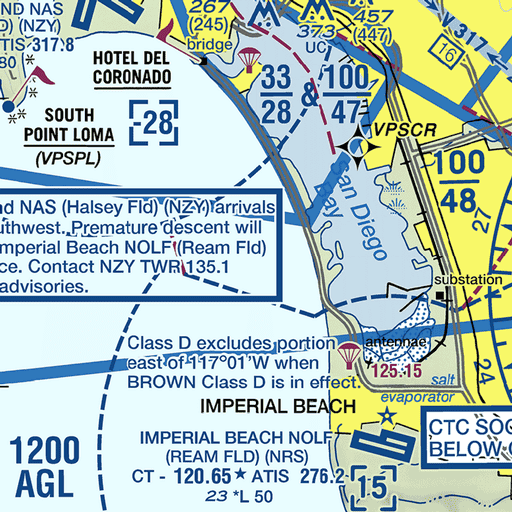 ND NAS
D) (NZY)
ATIS 317.8
80
267
(245)
bridge
HOTEL DEL
CORONADO
457
(447)
373
UC
V 317
16
SOUTH
POINT LOMA
(VPSPL)
[-28]
33
28
&
100
47
VPSCR
100
48
27
San Diego
Bay
nd NAS (Halsey Fld) (NZY) arrivals
uthwest. Premature descent will
mperial Beach NOLF (Ream Fld)
ce. Contact NZY TWR 135.1
advisories.
substation
antennae
125.15
salt
evaporator
24
Class D excludes portion
east of 117°01'W when
BROWN Class D is in effect.
IMPERIAL BEACH
IMPERIAL BEACH NOLF
(REAM FLD) (NRS)
CT - 120.65★ ATIS 276.2
23 *L 50
[15]
1200
AGL
CTC SOC
BELOW